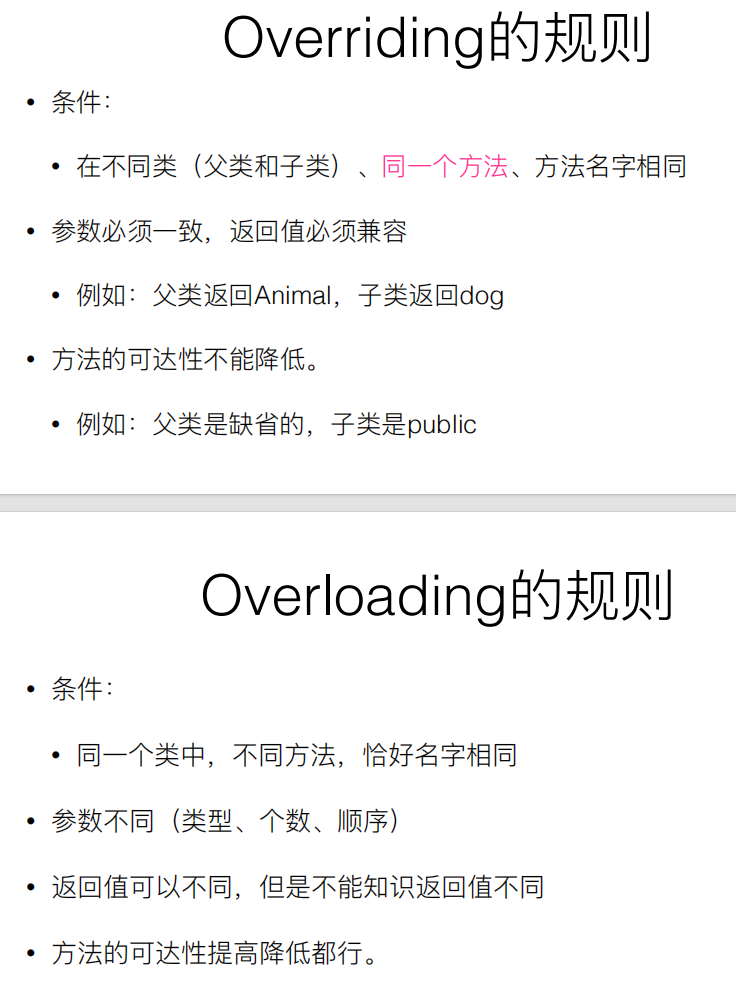 Overriding的规则
• 条件：
• 在不同类（父类和子类）、同一个方法、方法名字相同
• 参数必须一致，返回值必须兼容
• 例如：父类返回Animal，子类返回dog
• 方法的可达性不能降低。
• 例如：父类是缺省的，子类是public
Overloading的规则
• 条件：
• 同一个类中，不同方法，恰好名字相同
• 参数不同（类型、个数、顺序）
• 返回值可以不同，但是不能知识返回值不同
• 方法的可达性提高降低都行。